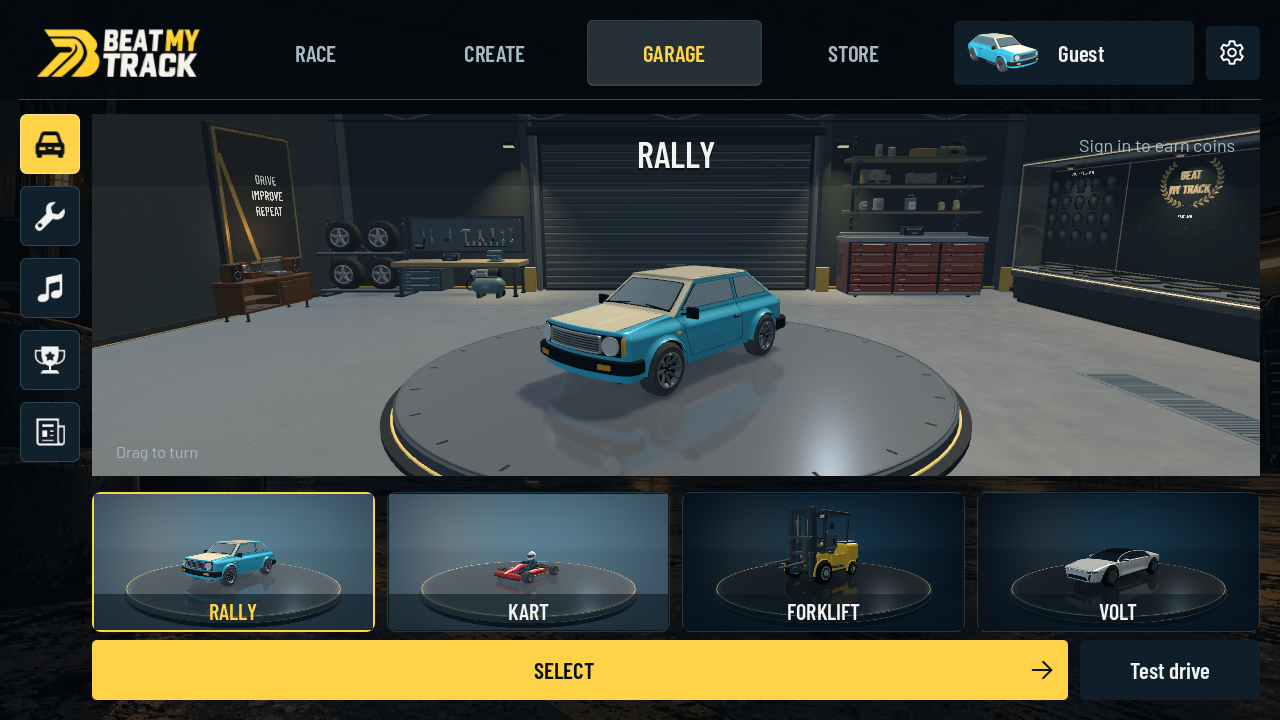 BEAT MY
TRACK
RACE
CREATE
GARAGE
STORE
Guest
RALLY
Sign in to earn coins
DRIVE
IMPROVE
REPEAT
BEAT
MY TRACK
Drag to turn
RALLY
KART
FORKLIFT
VOLT
SELECT
Test drive